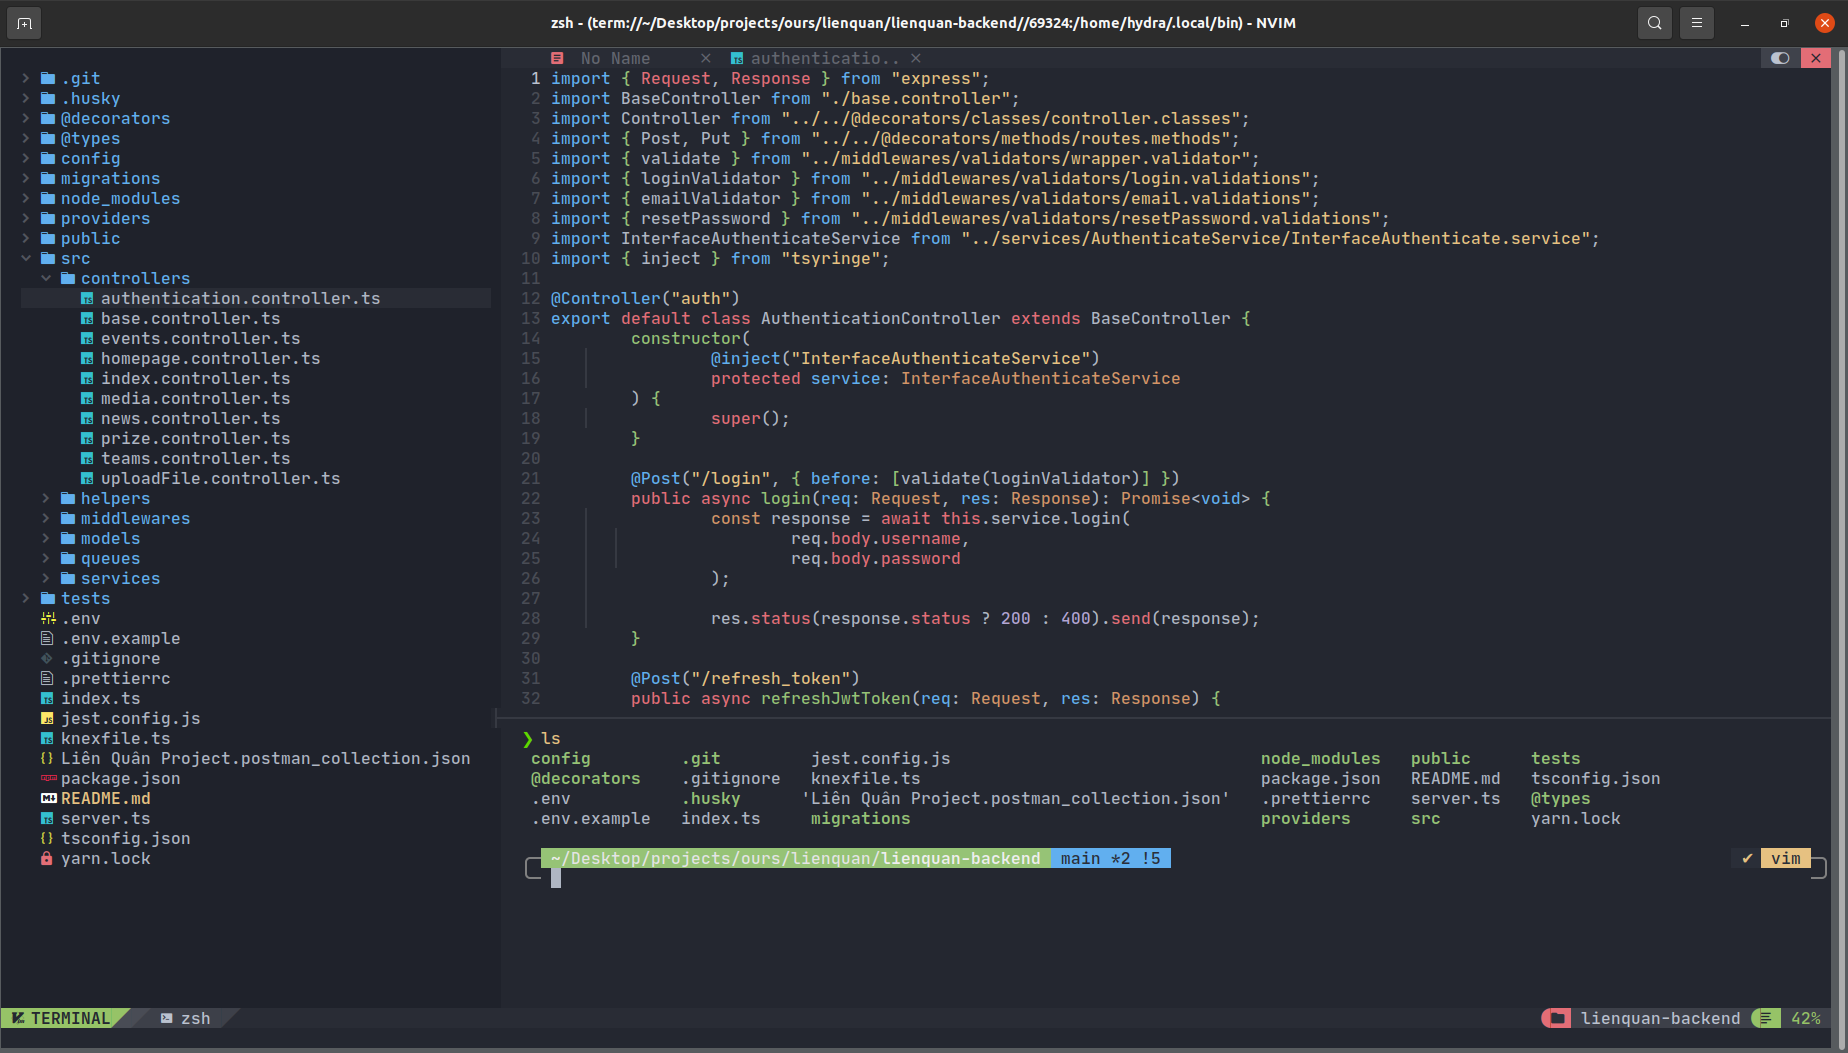 zsh - (term://~/Desktop/projects/ours/lienquan/lienquan-backend//69324:/home/hydra/.local/bin) - NVIM
.git
.husky
@decorators
@types
config
migrations
node_modules
providers
public
src
controllers
authentication.controller.ts
base.controller.ts
events.controller.ts
homepage.controller.ts
index.controller.ts
media.controller.ts
news.controller.ts
prize.controller.ts
teams.controller.ts
uploadFile.controller.ts
helpers
middlewares
models
queues
services
tests
.env
.env.example
.gitignore
.prettierrc
index.ts
jest.config.js
knexfile.ts
Liên Quân Project.postman_collection.json
package.json
README.md
server.ts
tsconfig.json
yarn.lock
No Name authenticatio..
1 import { Request, Response } from "express";
2 import BaseController from "./base.controller";
3 import Controller from "../../@decorators/classes/controller.classes";
4 import { Post, Put } from "../../@decorators/methods/routes.methods";
5 import { validate } from "../middlewares/validators/wrapper.validator";
6 import { loginValidator } from "../middlewares/validators/login.validations";
7 import { emailValidator } from "../middlewares/validators/email.validations";
8 import { resetPassword } from "../middlewares/validators/resetPassword.validations";
9 import InterfaceAuthenticateService from "../services/AuthenticateService/InterfaceAuthenticate.service";
10 import { inject } from "tsyringe";
11
12 @Controller("auth")
13 export default class AuthenticationController extends BaseController {
14 constructor(
15 @inject("InterfaceAuthenticateService")
16 protected service: InterfaceAuthenticateService
17 ) {
18 super();
19 }
20
21 @Post("/login", { before: [validate(loginValidator)] })
22 public async login(req: Request, res: Response): Promise<void> {
23 const response = await this.service.login(
24 req.body.username,
25 req.body.password
26 );
27
28 res.status(response.status ? 200 : 400).send(response);
29 }
30
31 @Post("/refresh_token")
32 public async refreshJwtToken(req: Request, res: Response) {
❯ ls
config .git jest.config.js node_modules public tests
@decorators .gitignore knexfile.ts package.json README.md tsconfig.json
.env .husky 'Liên Quân Project.postman_collection.json' .prettierrc server.ts @types
.env.example index.ts migrations providers src yarn.lock
~/Desktop/projects/ours/lienquan/lienquan-backend main *2 !5 ✔ vim
TERMINAL zsh lienquan-backend 42%